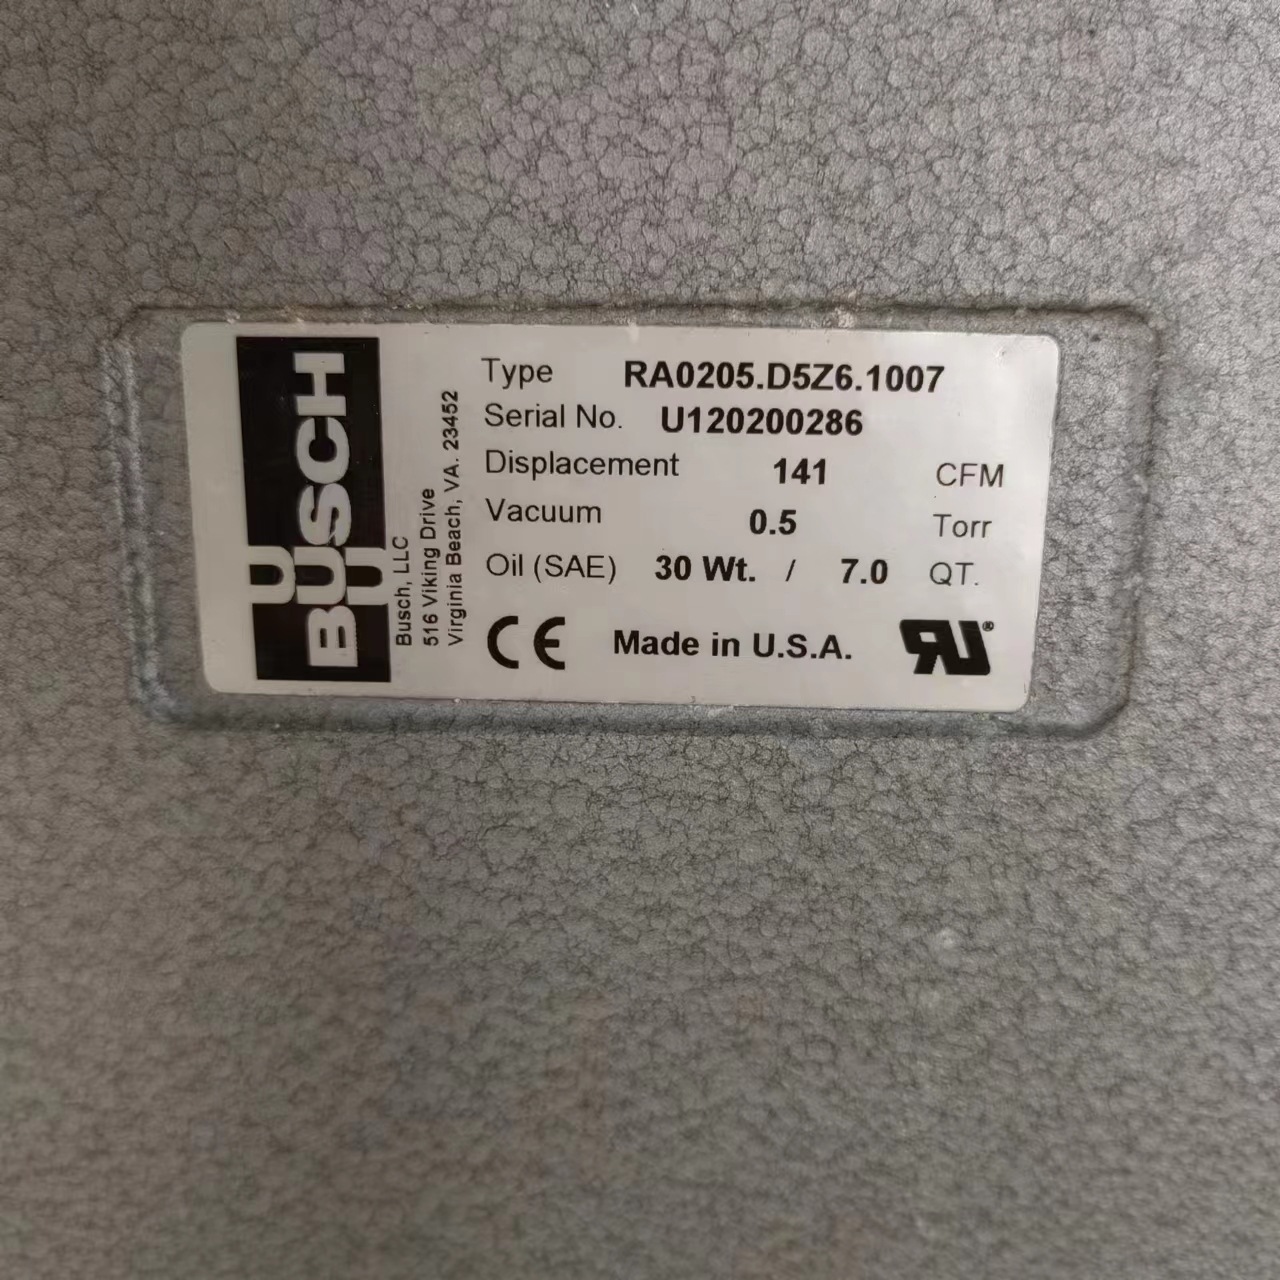 BUSCH
Busch, LLC
516 Viking Drive
Virginia Beach, VA. 23452
Type RA0205.D5Z6.1007
Serial No. U120200286
Displacement 141 CFM
Vacuum 0.5 Torr
Oil (SAE) 30 Wt. / 7.0 QT.
CE Made in U.S.A. RU®